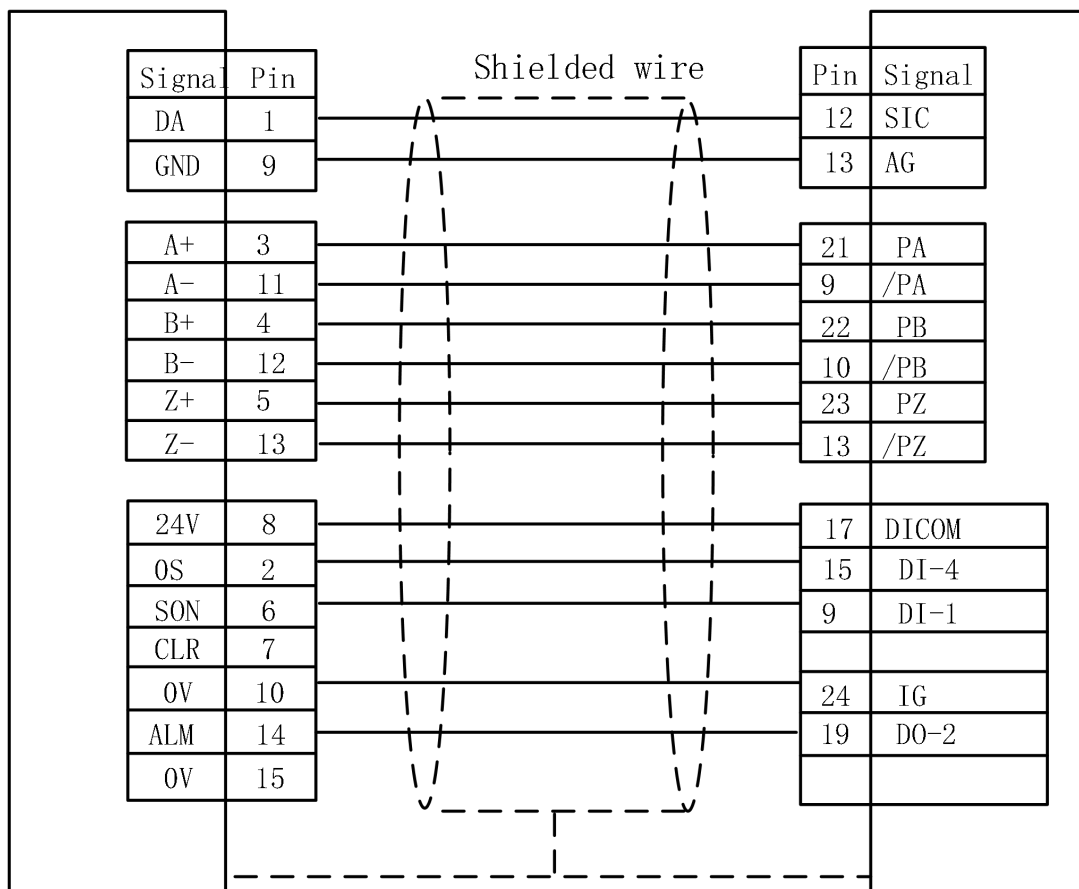 Shielded wire
Signal Pin
DA 1
GND 9
A+ 3
A- 11
B+ 4
B- 12
Z+ 5
Z- 13
24V 8
OS 2
SON 6
CLR 7
0V 10
ALM 14
0V 15
Pin Signal
12 SIC
13 AG
21 PA
9 /PA
22 PB
10 /PB
23 PZ
13 /PZ
17 DICOM
15 DI-4
9 DI-1
24 IG
19 DO-2